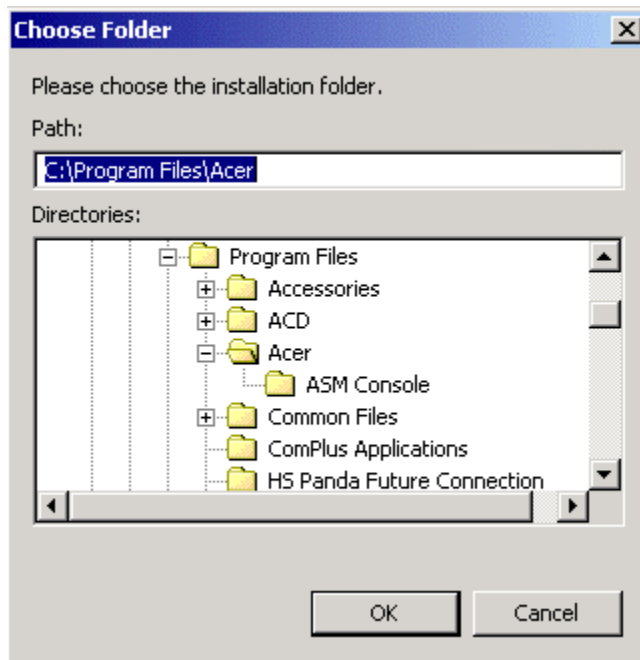 Choose Folder
Please choose the installation folder.
Path:
C:\Program Files\Acer
Directories:
Program Files
Accessories
ACD
Acer
ASM Console
Common Files
ComPlus Applications
HS Panda Future Connection
OK
Cancel